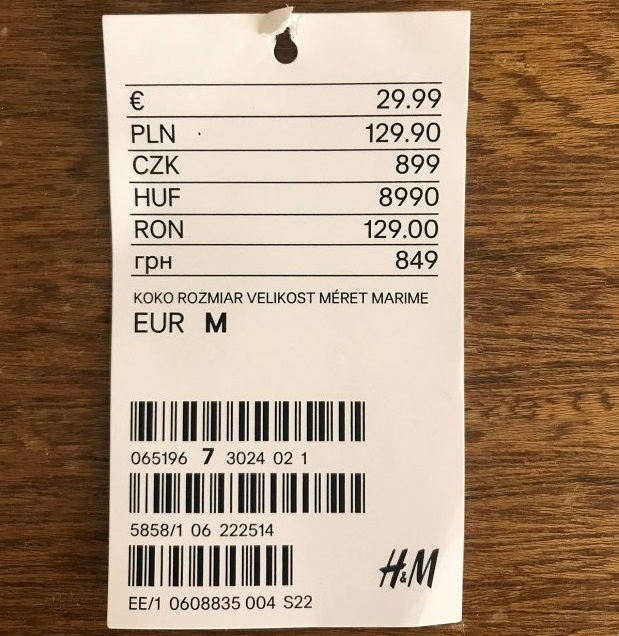 € 29.99
PLN 129.90
CZK 899
HUF 8990
RON 129.00
грн 849
KOKO ROZMIAR VELIKOST MÉRET MARIME
EUR M
065196 7 3024 02 1
5858/1 06 222514
EE/1 0608835 004 S22
H&M